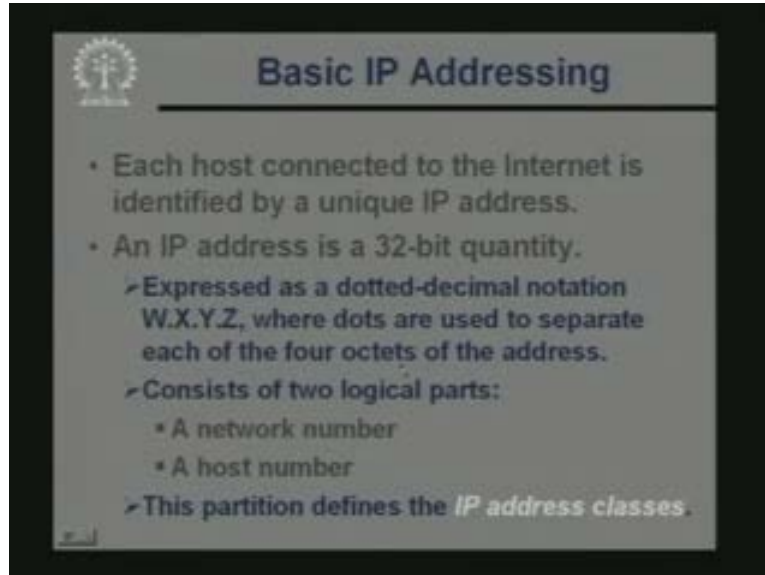 Basic IP Addressing
• Each host connected to the Internet is
identified by a unique IP address.
• An IP address is a 32-bit quantity.
➢Expressed as a dotted-decimal notation
W.X.Y.Z, where dots are used to separate
each of the four octets of the address.
➢Consists of two logical parts:
▪ A network number
▪ A host number
➢This partition defines the IP address classes.